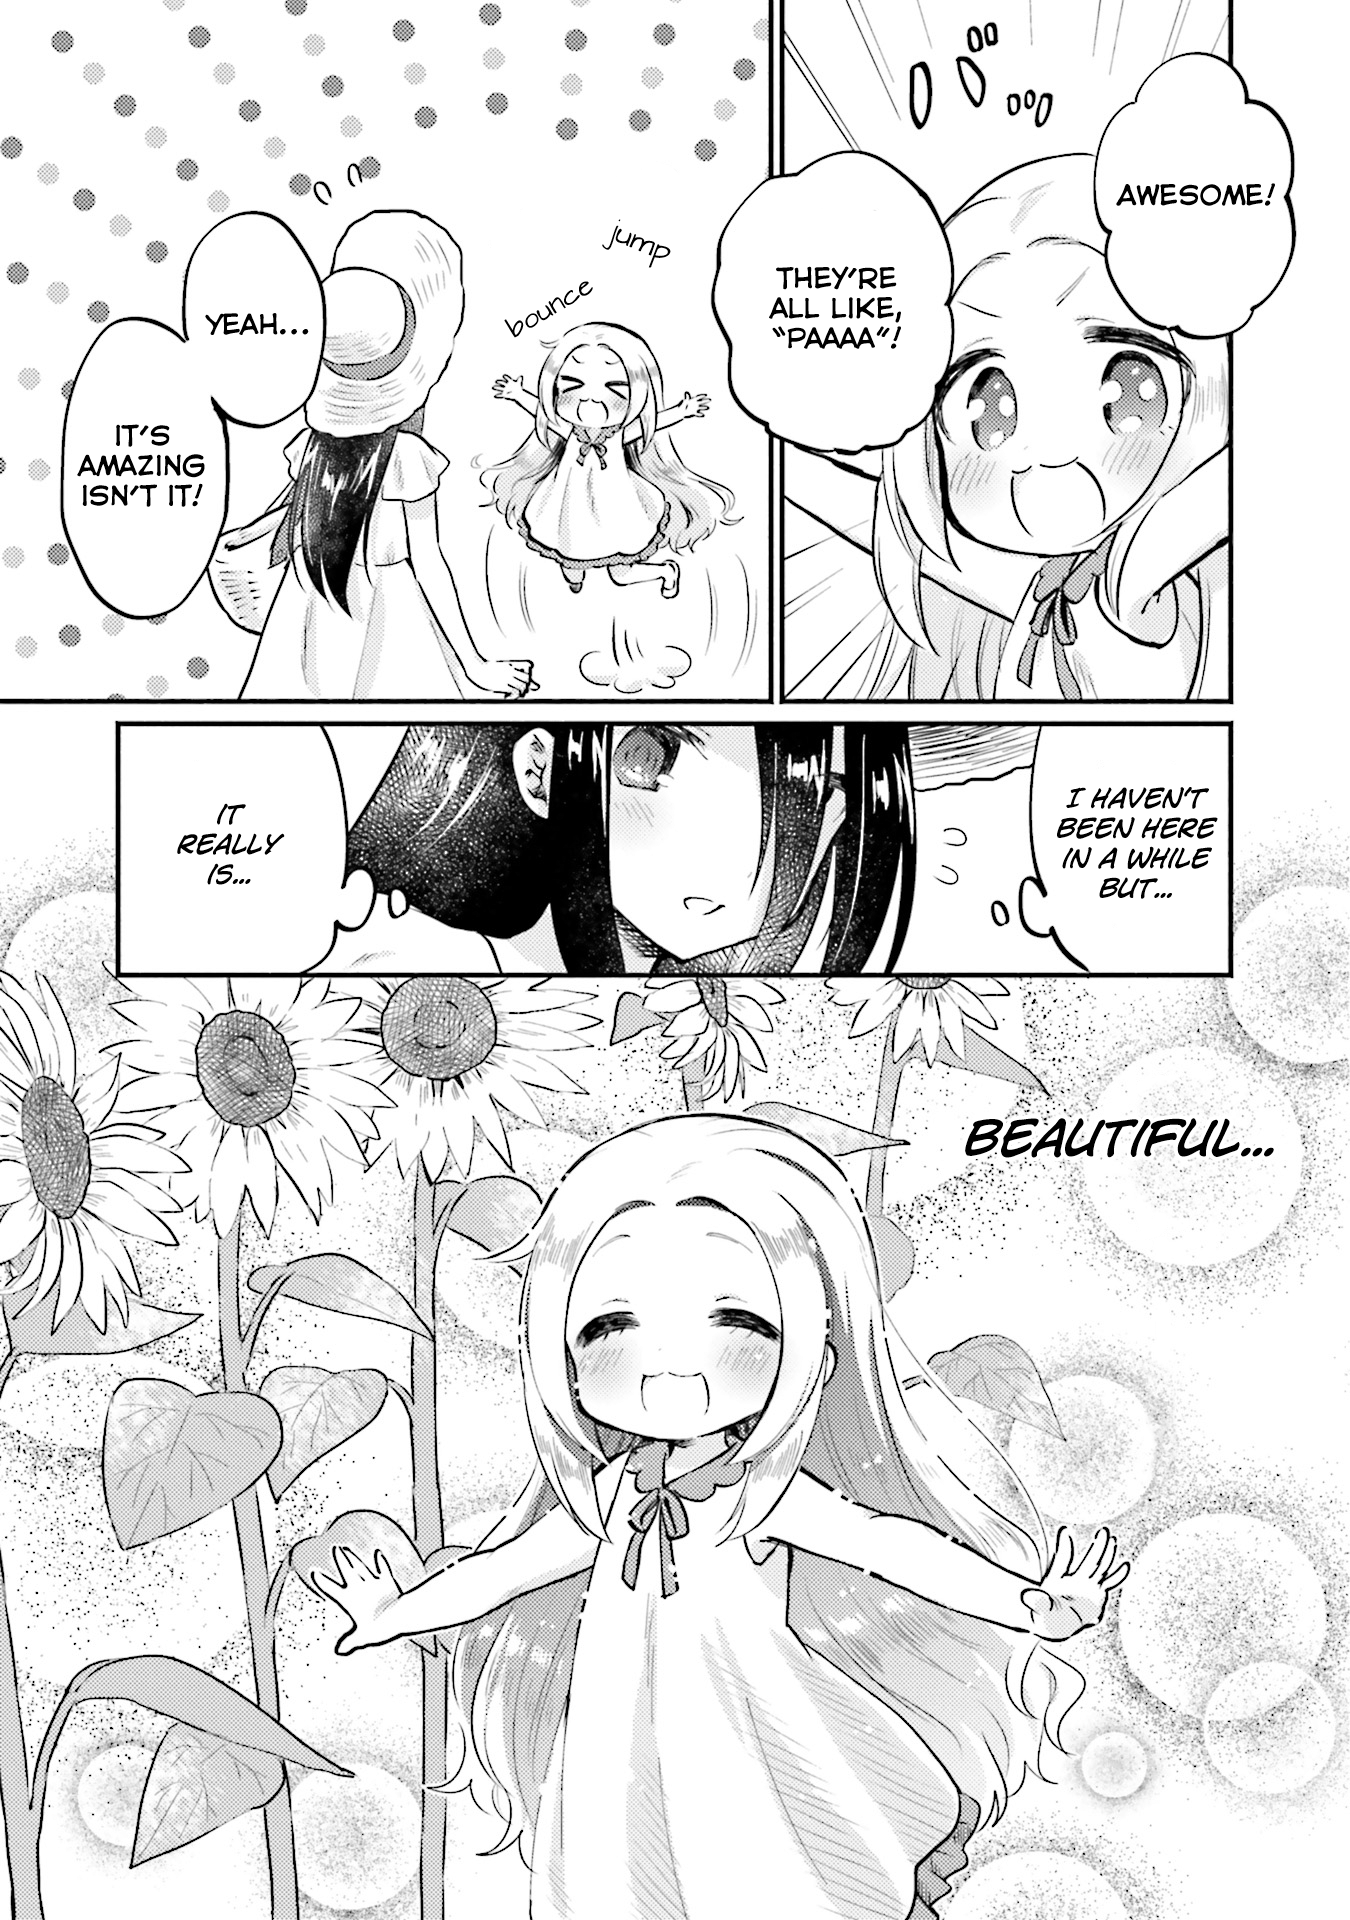 AWESOME!
THEY'RE
ALL LIKE,
"PAAAA"!
jump
bounce
YEAH...
IT'S
AMAZING
ISN'T IT!
I HAVEN'T
BEEN HERE
IN A WHILE
BUT...
IT
REALLY
IS...
BEAUTIFUL...